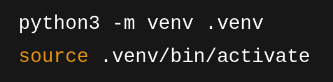 python3 -m venv .venv
source .venv/bin/activate